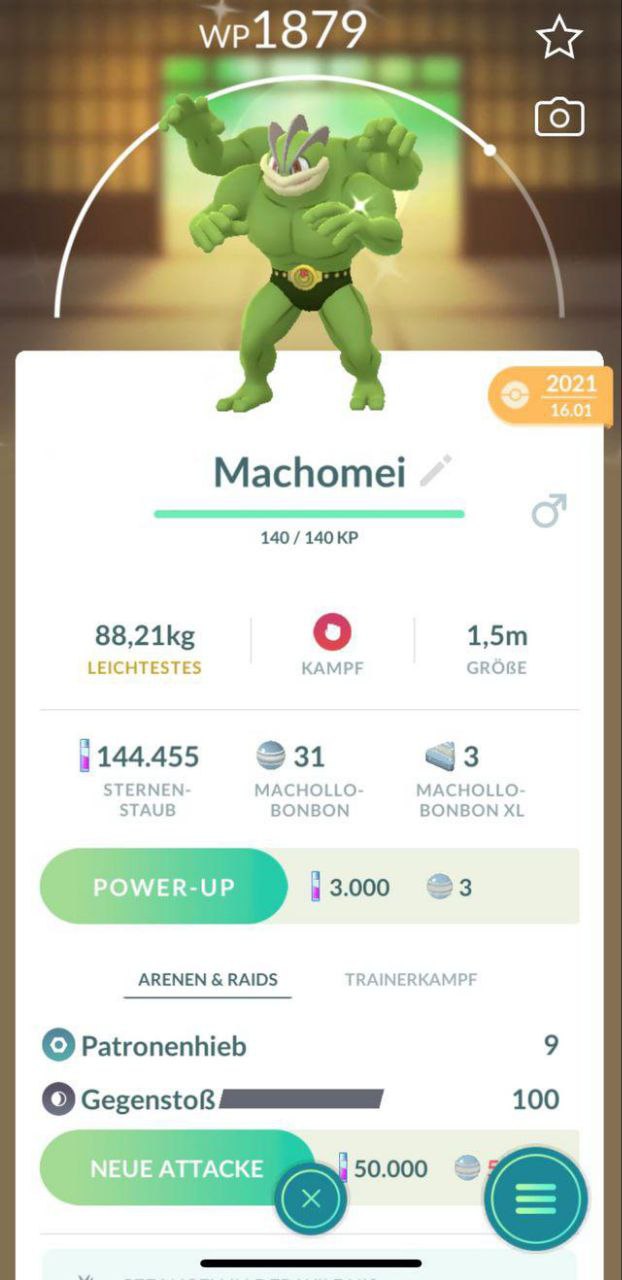 WP1879
2021
16.01
Machomei
140 / 140 KP
88,21kg
LEICHTESTES
KAMPF
1,5m
GRÖßE
144.455
STERNEN-
STAUB
31
MACHOLLO-
BONBON
3
MACHOLLO-
BONBON XL
POWER-UP
3.000
3
ARENEN & RAIDS
TRAINERKAMPF
Patronenhieb
9
Gegenstoß
100
NEUE ATTACKE
50.000